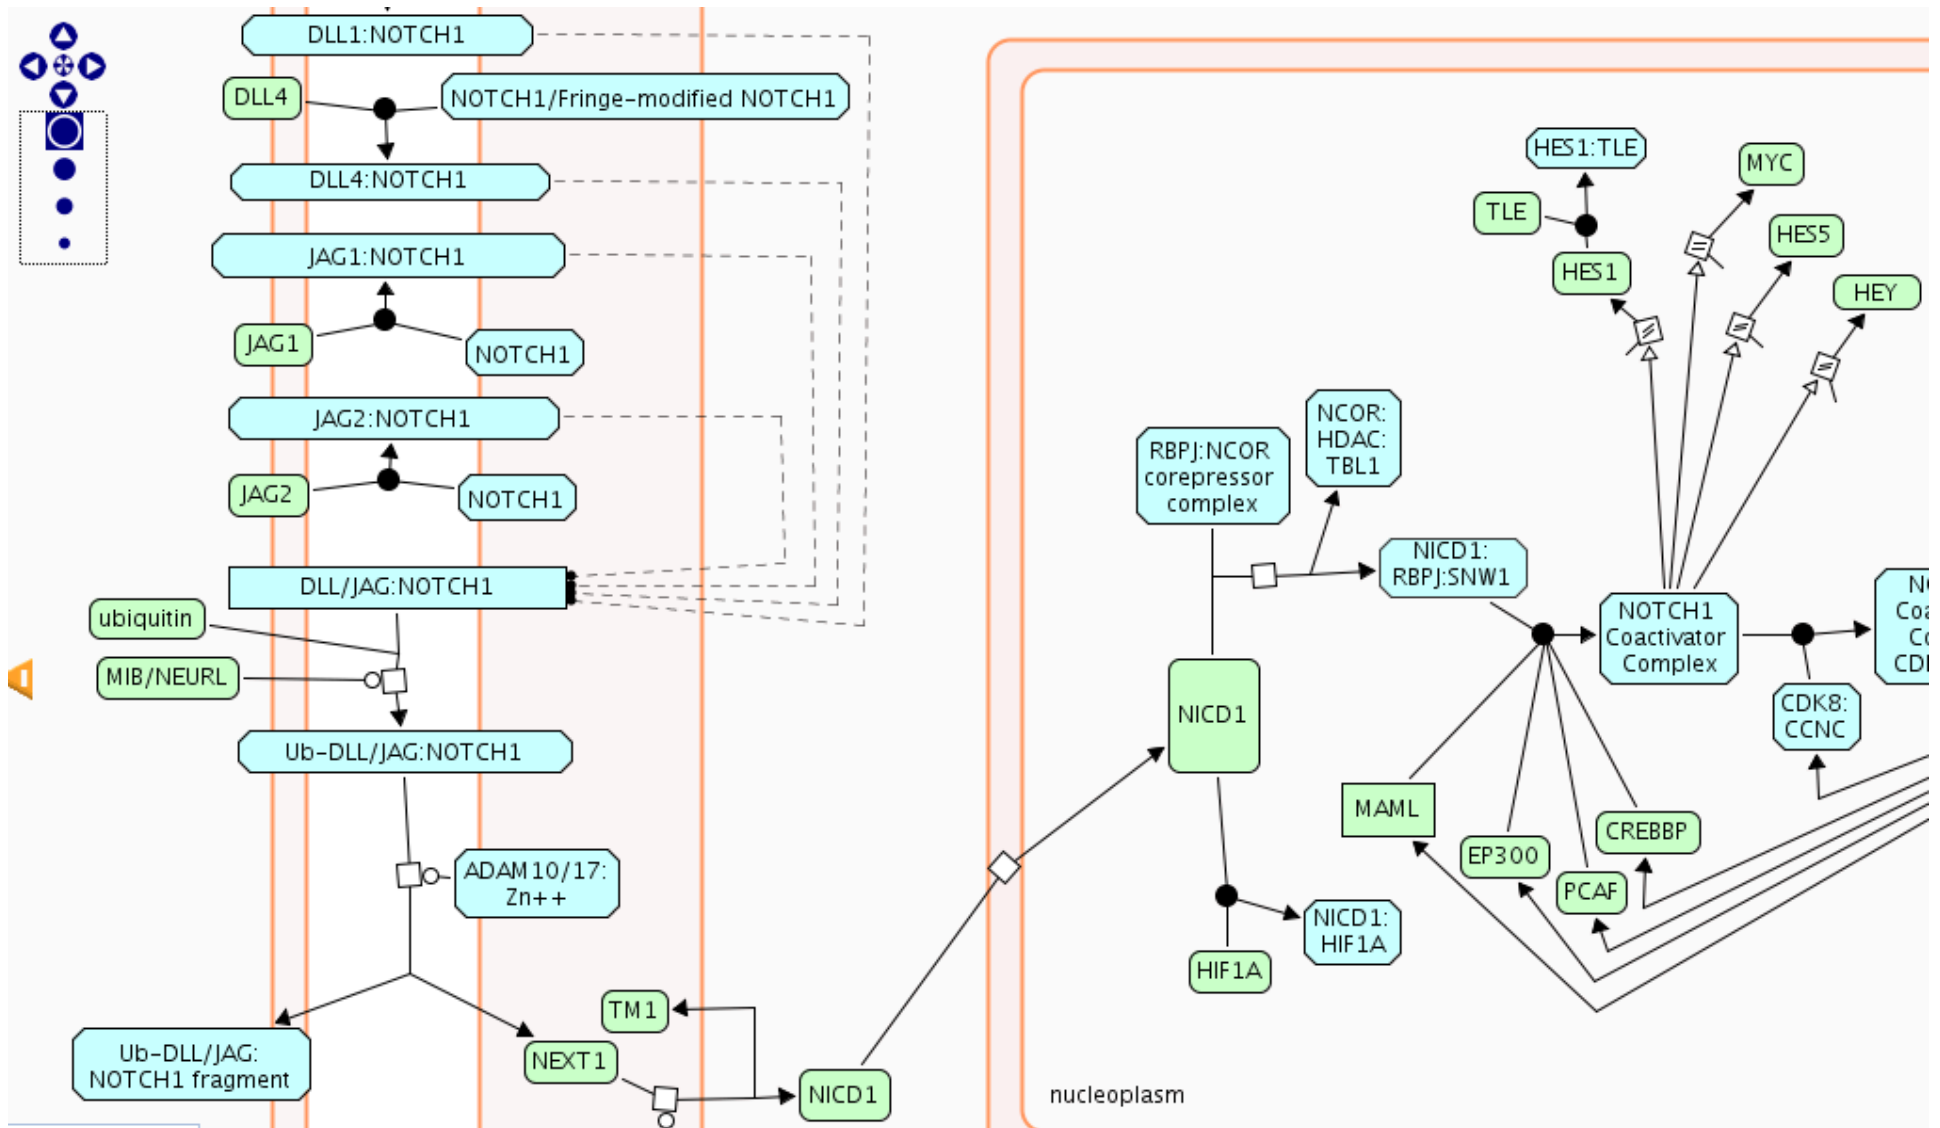 DLL1:NOTCH1
DLL4
NOTCH1/Fringe-modified NOTCH1
DLL4:NOTCH1
JAG1:NOTCH1
JAG1
NOTCH1
JAG2:NOTCH1
JAG2
NOTCH1
DLL/JAG:NOTCH1
ubiquitin
MIB/NEURL
Ub-DLL/JAG:NOTCH1
ADAM10/17:
Zn++
Ub-DLL/JAG:
NOTCH1 fragment
NEXT1
TM1
NICD1
HES1:TLE
TLE
HES1
MYC
HES5
HEY
NCOR:
HDAC:
TBL1
RBPJ:NCOR
corepressor
complex
NICD1:
RBPJ:SNW1
NOTCH1
Coactivator
Complex
CDK8:
CCNC
NICD1
MAML
EP300
PCAF
CREBBP
NICD1:
HIF1A
HIF1A
nucleoplasm